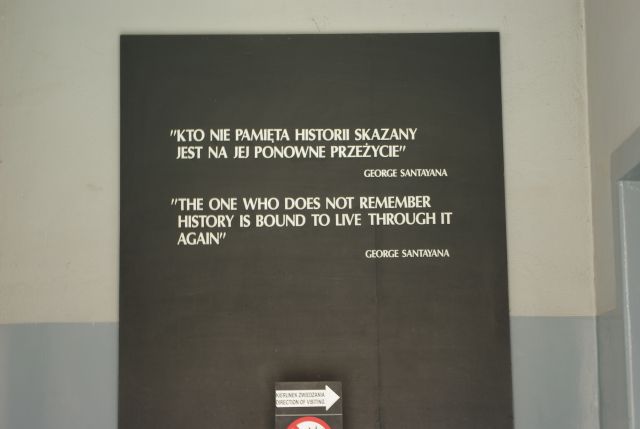 "KTO NIE PAMIĘTA HISTORII SKAZANY
JEST NA JEJ PONOWNE PRZEŻYCIE"
GEORGE SANTAYANA
"THE ONE WHO DOES NOT REMEMBER
HISTORY IS BOUND TO LIVE THROUGH IT
AGAIN"
GEORGE SANTAYANA
KIERUNEK ZWIEDZANIA
DIRECTION OF VISITING